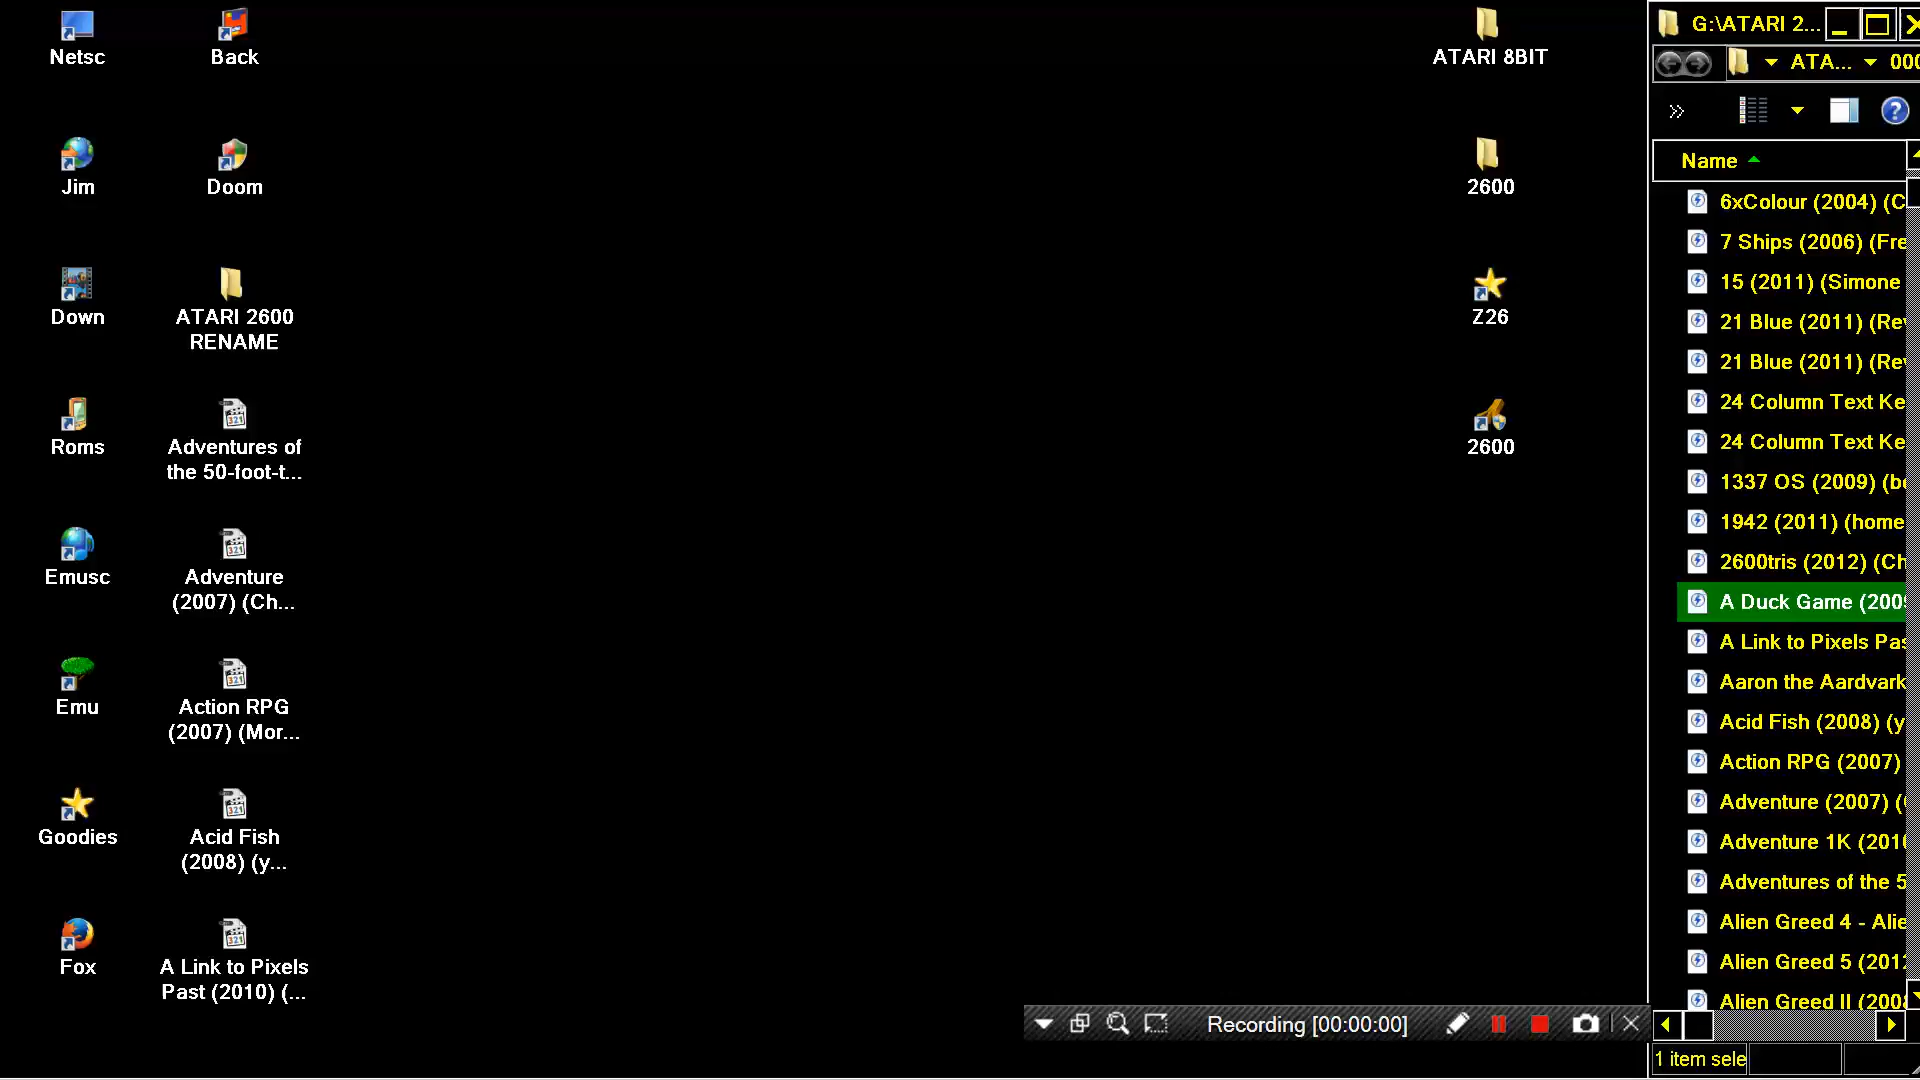 Netsc
Back
Jim
Doom
Down
ATARI 2600
RENAME
Roms
Adventures of
the 50-foot-t...
Emusc
Adventure
(2007) (Ch...
Emu
Action RPG
(2007) (Mor...
Goodies
Acid Fish
(2008) (y...
Fox
A Link to Pixels
Past (2010) (...
ATARI 8BIT
2600
Z26
2600
G:\ATARI 2...
ATA...
000
Name
6xColour (2004) (C
7 Ships (2006) (Fre
15 (2011) (Simone
21 Blue (2011) (Rev
21 Blue (2011) (Rev
24 Column Text Ke
24 Column Text Ke
1337 OS (2009) (b
1942 (2011) (home
2600tris (2012) (Ch
A Duck Game (200
A Link to Pixels Pas
Aaron the Aardvark
Acid Fish (2008) (y
Action RPG (2007)
Adventure (2007) (
Adventure 1K (201
Adventures of the 5
Alien Greed 4 - Alie
Alien Greed 5 (201
Alien Greed II (200
Recording [00:00:00]
1 item sele